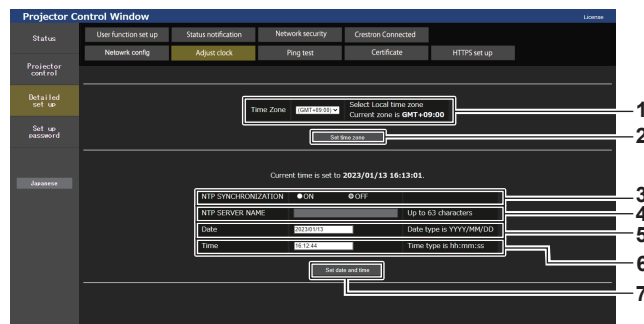 Projector Control Window
License
Status
User function set up
Status notification
Network security
Crestron Connected
Netowrk config
Adjust clock
Ping test
Certificate
HTTPS set up
Projector
control
Detailed
set up
Set up
password
Japanese
Time Zone
(GMT+09:00)
Select Local time zone
Current zone is GMT+09:00
1
Set time zone
2
Current time is set to 2023/01/13 16:13:01.
NTP SYNCHRONIZATION ON OFF
3
NTP SERVER NAME Up to 63 characters
4
Date 2023/01/13 Date type is YYYY/MM/DD
5
Time 16:12:44 Time type is hh:mm:ss
6
Set date and time
7